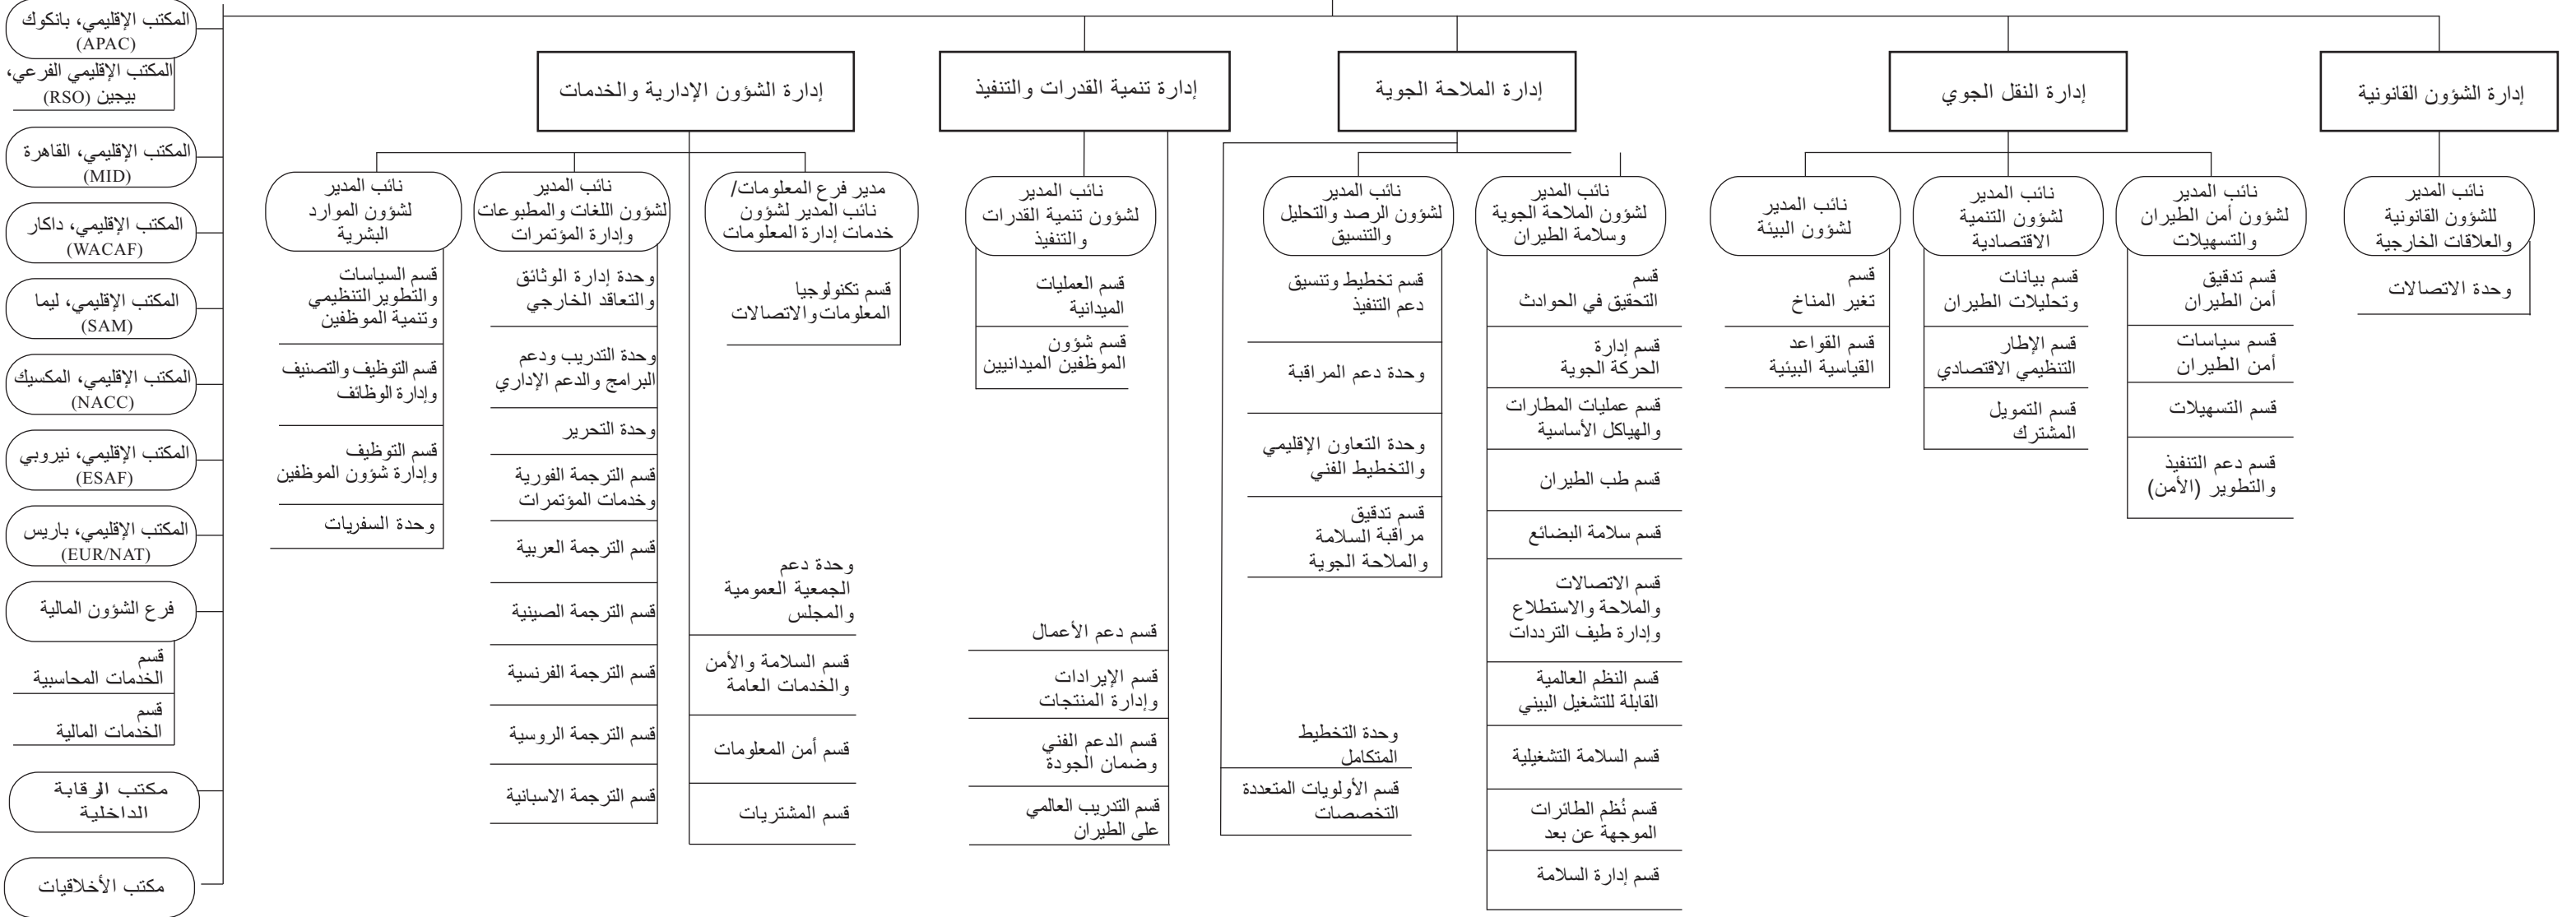 إدارة الشؤون القانونية
نائب المدير
للشؤون القانونية
والعلاقات الخارجية
وحدة الاتصالات
إدارة النقل الجوي
نائب المدير
لشؤون أمن الطيران
والتسهيلات
قسم تدقيق
أمن الطيران
قسم سياسات
أمن الطيران
قسم التسهيلات
قسم دعم التنفيذ
والتطوير (الأمن)
نائب المدير
لشؤون التنمية
الاقتصادية
قسم بيانات
وتحليلات الطيران
قسم الإطار
التنظيمي الاقتصادي
قسم التمويل
المشترك
نائب المدير
لشؤون البيئة
قسم
تغير المناخ
قسم القواعد
القياسية البيئية
إدارة الملاحة الجوية
نائب المدير
لشؤون الملاحة الجوية
وسلامة الطيران
قسم
التحقيق في الحوادث
قسم إدارة
الحركة الجوية
قسم عمليات المطارات
والهياكل الأساسية
قسم طب الطيران
قسم سلامة البضائع
قسم الاتصالات
والملاحة والاستطلاع
وإدارة طيف الترددات
قسم النظم العالمية
القابلة للتشغيل البيني
قسم السلامة التشغيلية
قسم نُظم الطائرات
الموجهة عن بعد
قسم إدارة السلامة
نائب المدير
لشؤون الرصد والتحليل
والتنسيق
قسم تخطيط وتنسيق
دعم التنفيذ
وحدة دعم المراقبة
وحدة التعاون الإقليمي
والتخطيط الفني
قسم تدقيق
مراقبة السلامة
والملاحة الجوية
وحدة التخطيط
المتكامل
قسم الأولويات المتعددة
التخصصات
إدارة تنمية القدرات والتنفيذ
نائب المدير
لشؤون تنمية القدرات
والتنفيذ
قسم العمليات
الميدانية
قسم شؤون
الموظفين الميدانيين
قسم دعم الأعمال
قسم الإيرادات
وإدارة المنتجات
قسم الدعم الفني
وضمان الجودة
قسم التدريب العالمي
على الطيران
إدارة الشؤون الإدارية والخدمات
مدير فرع المعلومات/
نائب المدير لشؤون
خدمات إدارة المعلومات
قسم تكنولوجيا
المعلومات والاتصالات
وحدة دعم
الجمعية العمومية
والمجلس
قسم السلامة والأمن
والخدمات العامة
قسم أمن المعلومات
قسم المشتريات
نائب المدير
لشؤون اللغات والمطبوعات
وإدارة المؤتمرات
وحدة إدارة الوثائق
والتعاقد الخارجي
وحدة التدريب ودعم
البرامج والدعم الإداري
وحدة التحرير
قسم الترجمة الفورية
وخدمات المؤتمرات
قسم الترجمة العربية
قسم الترجمة الصينية
قسم الترجمة الفرنسية
قسم الترجمة الروسية
قسم الترجمة الاسبانية
نائب المدير
لشؤون الموارد
البشرية
قسم السياسات
والتطوير التنظيمي
وتنمية الموظفين
قسم التوظيف والتصنيف
وإدارة الوظائف
قسم التوظيف
وإدارة شؤون الموظفين
وحدة السفريات
المكتب الإقليمي، بانكوك
(APAC)
المكتب الإقليمي الفرعي،
بيجين (RSO)
المكتب الإقليمي، القاهرة
(MID)
المكتب الإقليمي، داكار
(WACAF)
المكتب الإقليمي، ليما
(SAM)
المكتب الإقليمي، المكسيك
(NACC)
المكتب الإقليمي، نيروبي
(ESAF)
المكتب الإقليمي، باريس
(EUR/NAT)
فرع الشؤون المالية
قسم
الخدمات المحاسبية
قسم
الخدمات المالية
مكتب الرقابة
الداخلية
مكتب الأخلاقيات